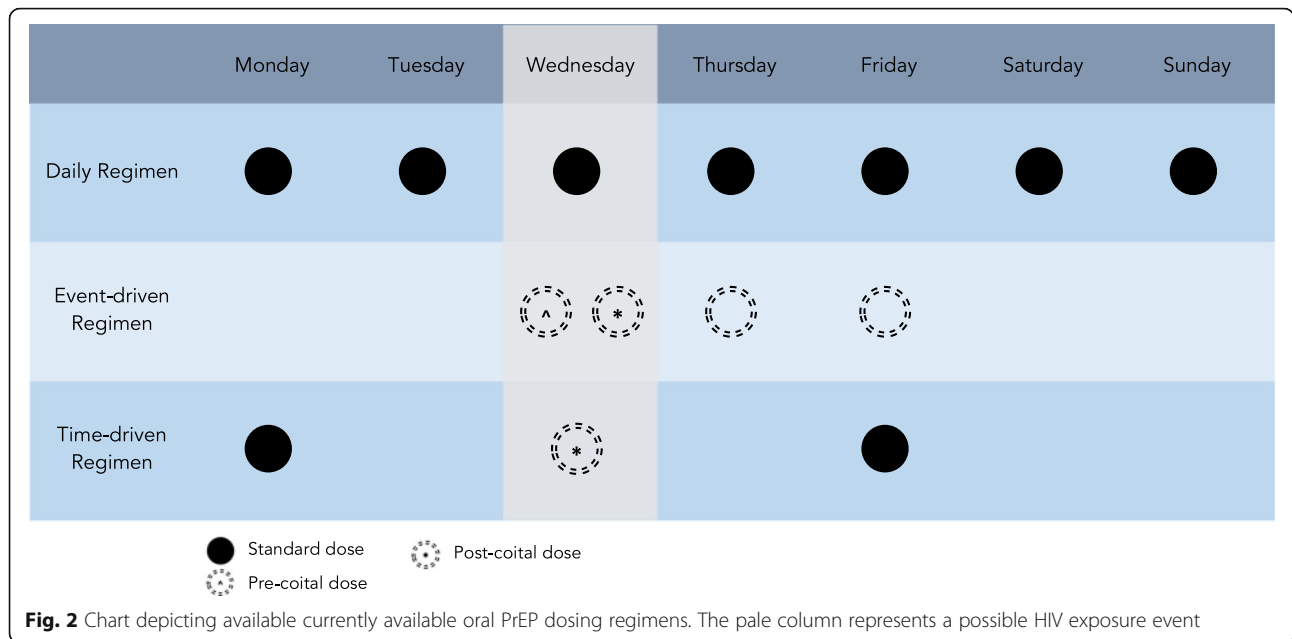 Monday Tuesday Wednesday Thursday Friday Saturday Sunday
Daily Regimen
Event-driven
Regimen
^ *
Time-driven
Regimen
*
Standard dose * Post-coital dose
^ Pre-coital dose
Fig. 2 Chart depicting available currently available oral PrEP dosing regimens. The pale column represents a possible HIV exposure event